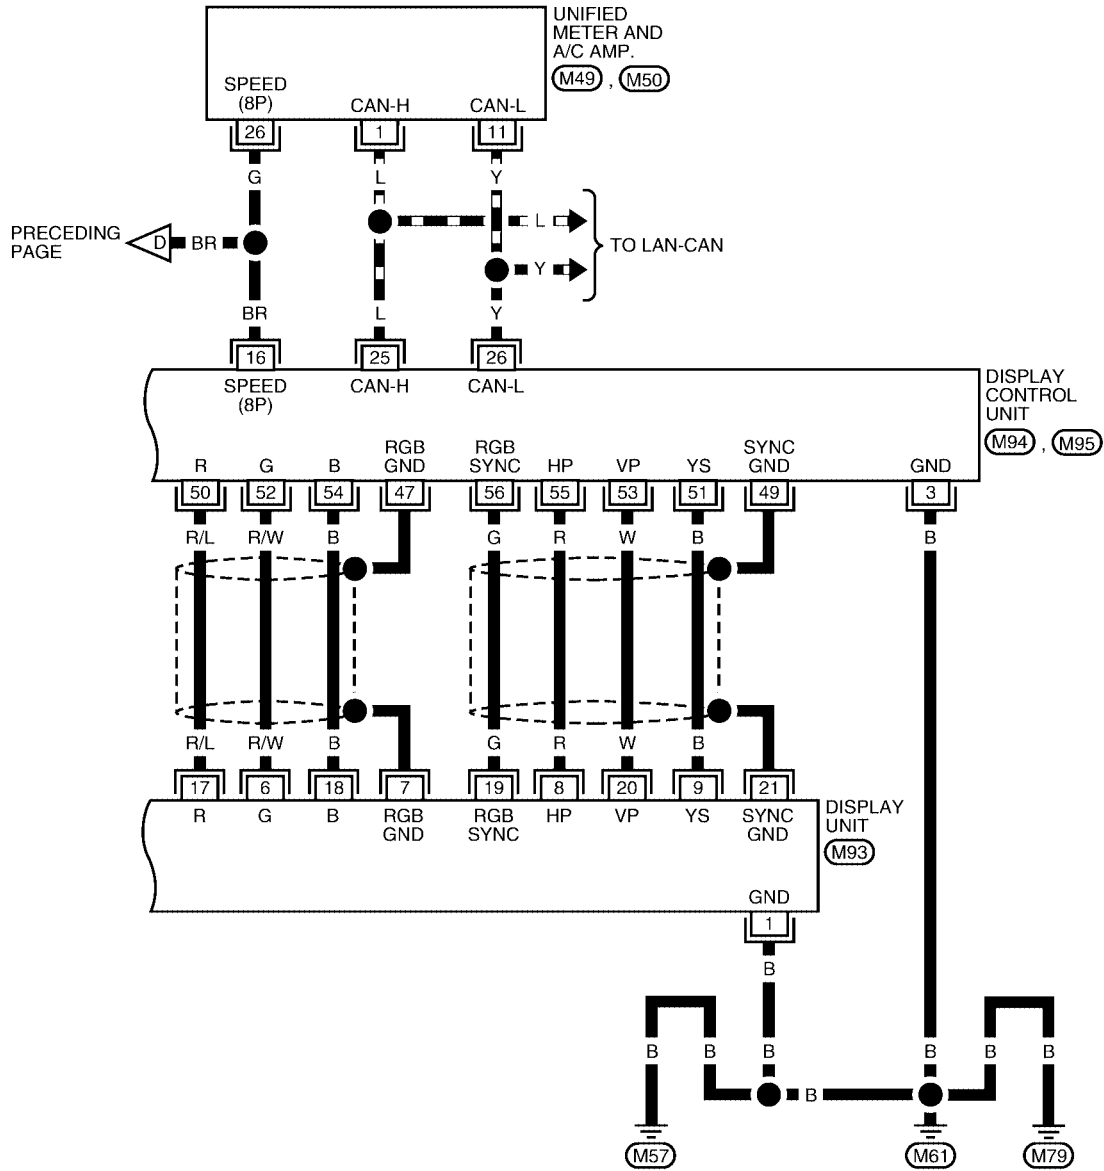 UNIFIED
METER AND
A/C AMP.
M49 , M50
SPEED
(8P)
CAN-H
CAN-L
26
1
11
G
L
Y
PRECEDING
PAGE
D
BR
L
Y
TO LAN-CAN
BR
L
Y
16
25
26
SPEED
(8P)
CAN-H
CAN-L
DISPLAY
CONTROL
UNIT
M94 , M95
R
G
B
RGB
GND
RGB
SYNC
HP
VP
YS
SYNC
GND
GND
50
52
54
47
56
55
53
51
49
3
R/L
R/W
B
G
R
W
B
B
R/L
R/W
B
G
R
W
B
17
6
18
7
19
8
20
9
21
R
G
B
RGB
GND
RGB
SYNC
HP
VP
YS
SYNC
GND
DISPLAY
UNIT
M93
GND
1
B
B
B
B
B
B
B
B
M57
M61
M79